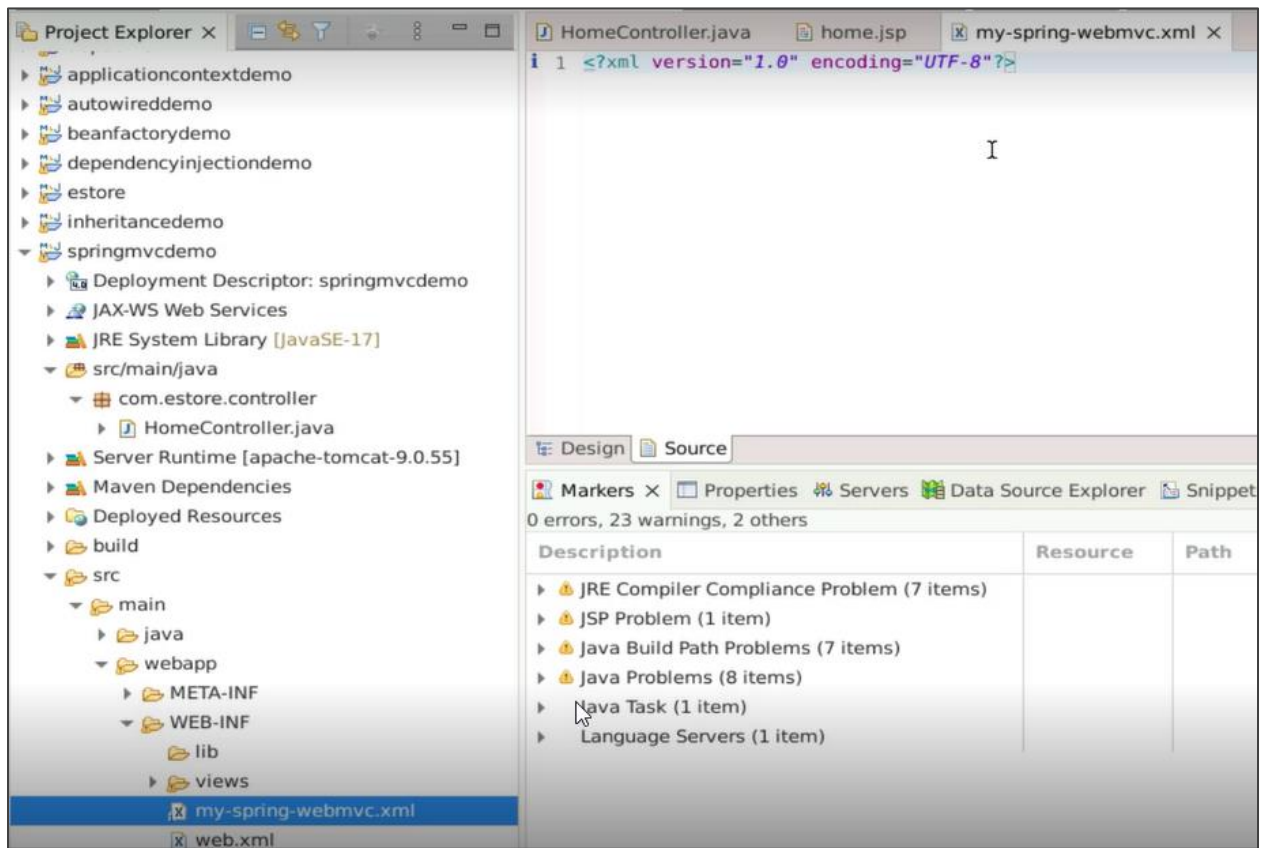 Project Explorer
applicationcontextdemo
autowireddemo
beanfactorydemo
dependencyinjectiondemo
estore
inheritancedemo
springmvcdemo
Deployment Descriptor: springmvcdemo
JAX-WS Web Services
JRE System Library [JavaSE-17]
src/main/java
com.estore.controller
HomeController.java
Server Runtime [apache-tomcat-9.0.55]
Maven Dependencies
Deployed Resources
build
src
main
java
webapp
META-INF
WEB-INF
lib
views
my-spring-webmvc.xml
web.xml
HomeController.java home.jsp my-spring-webmvc.xml
1 <?xml version="1.0" encoding="UTF-8"?>
Design Source
Markers Properties Servers Data Source Explorer Snippet
0 errors, 23 warnings, 2 others
Description Resource Path
JRE Compiler Compliance Problem (7 items)
JSP Problem (1 item)
Java Build Path Problems (7 items)
Java Problems (8 items)
Java Task (1 item)
Language Servers (1 item)